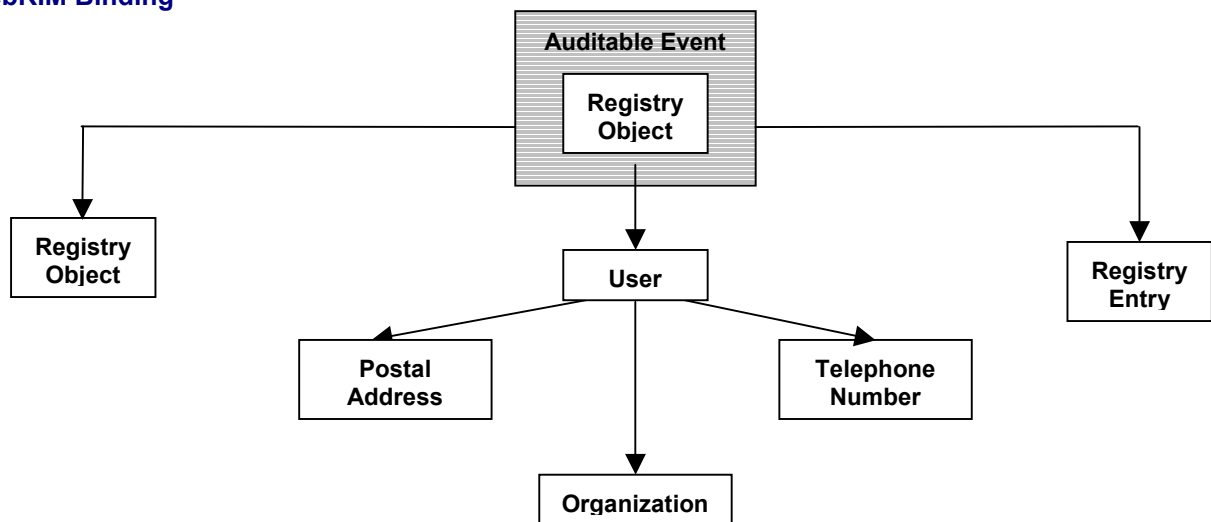 bRIM Binding
Auditable Event
Registry
Object
Registry
Object
User
Registry
Entry
Postal
Address
Telephone
Number
Organization